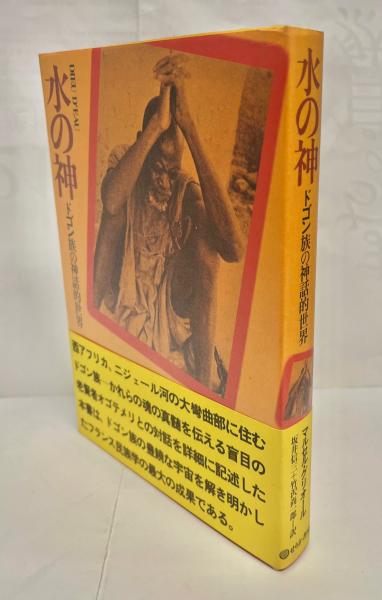 DIEU D'EAU
水の神
ドゴン族の神話的世界
西アフリカ、ニジェール河の大彎曲部に住む
ドゴン族―かれらの魂の真髄を伝える盲目の
老賢者オゴテメリとの対話を詳細に記述した
本書は、ドゴン族の豊饒な宇宙を解き明かし
たフランス民族学の最大の成果である。
水の神
ドゴン族の神話的世界
マルセル・グリオール
坂井信三+竹沢尚一郎=訳
せりか書房